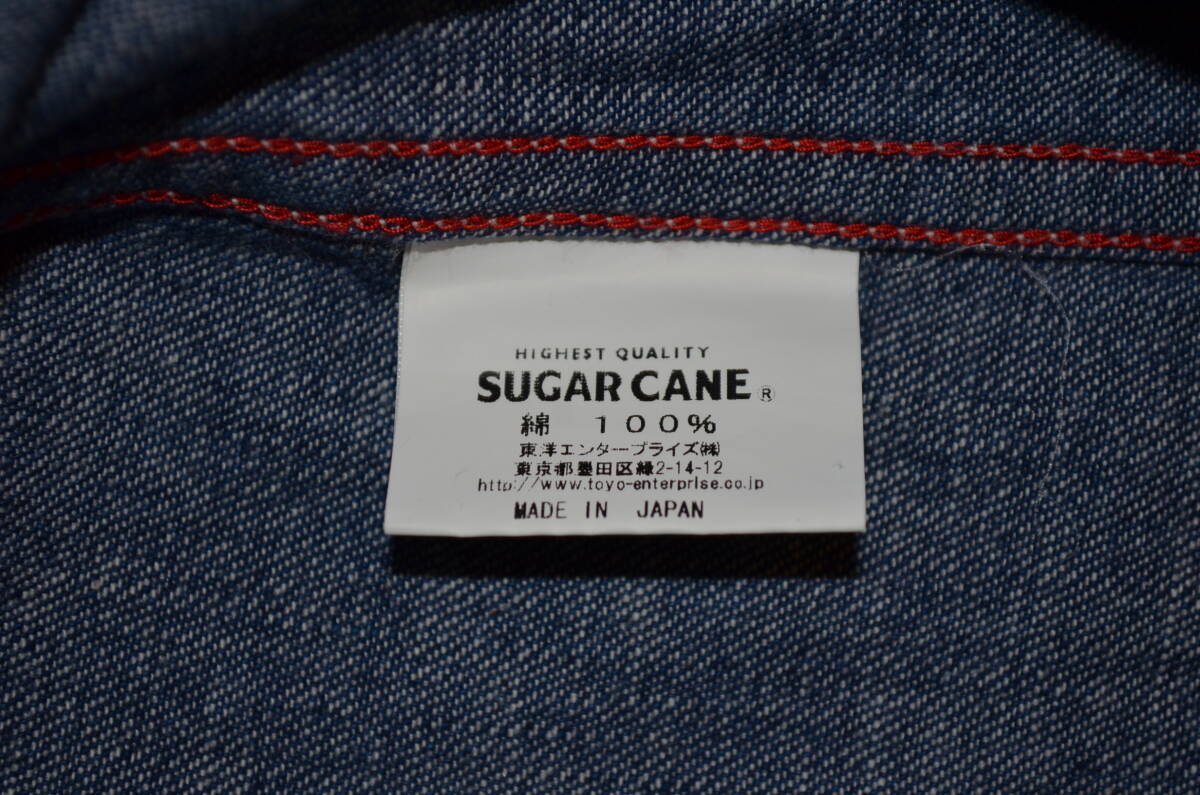 HIGHEST QUALITY
SUGAR CANE ®
綿 100%
東洋エンタープライズ㈱
東京都墨田区緑2-14-12
http://www.toyo-enterprise.co.jp
MADE IN JAPAN